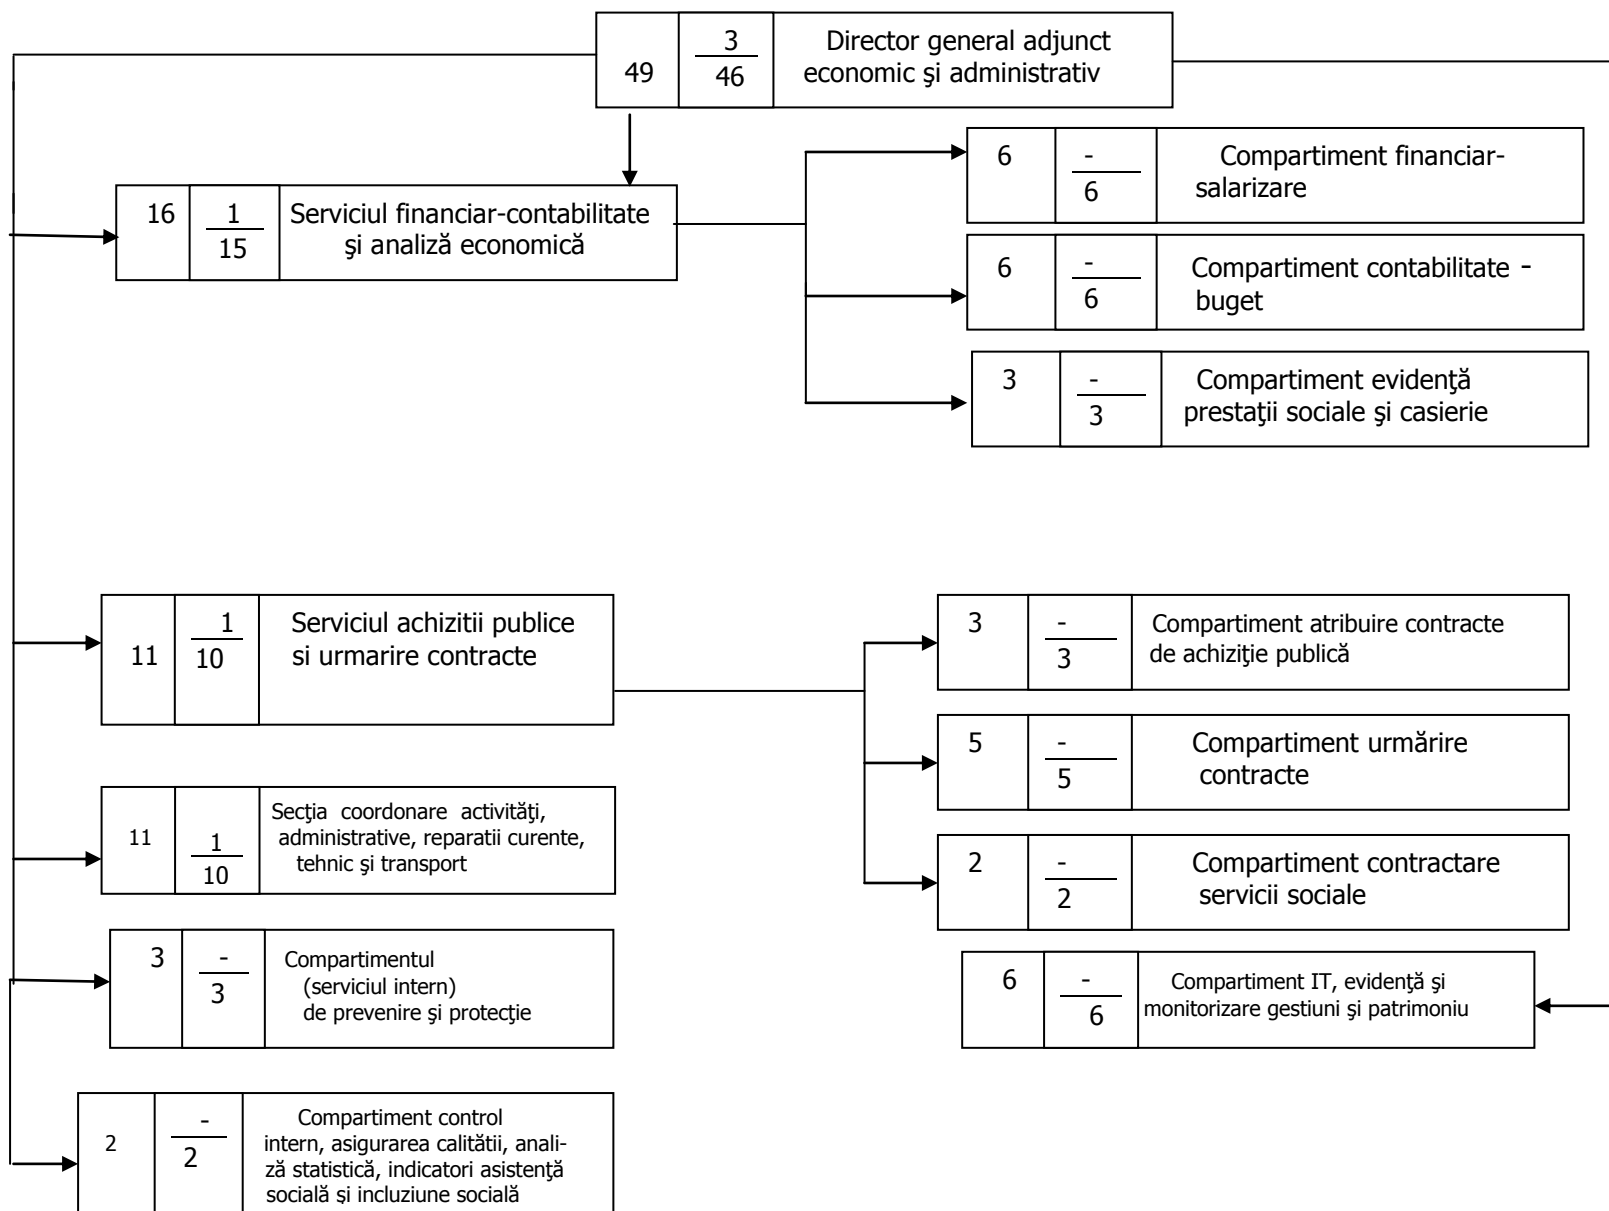 49
3
46
Director general adjunct
economic şi administrativ
16
1
15
Serviciul financiar-contabilitate
şi analiză economică
6
-
6
Compartiment financiar-
salarizare
6
-
6
Compartiment contabilitate -
buget
3
-
3
Compartiment evidenţă
prestaţii sociale şi casierie
11
1
10
Serviciul achizitii publice
si urmarire contracte
3
-
3
Compartiment atribuire contracte
de achiziţie publică
5
-
5
Compartiment urmărire
contracte
2
-
2
Compartiment contractare
servicii sociale
11
1
10
Secţia coordonare activităţi,
administrative, reparatii curente,
tehnic şi transport
3
-
3
Compartimentul
(serviciul intern)
de prevenire şi protecţie
6
-
6
Compartiment IT, evidenţă şi
monitorizare gestiuni şi patrimoniu
2
-
2
Compartiment control
intern, asigurarea calitătii, anali-
ză statistică, indicatori asistenţă
socială şi incluziune socială